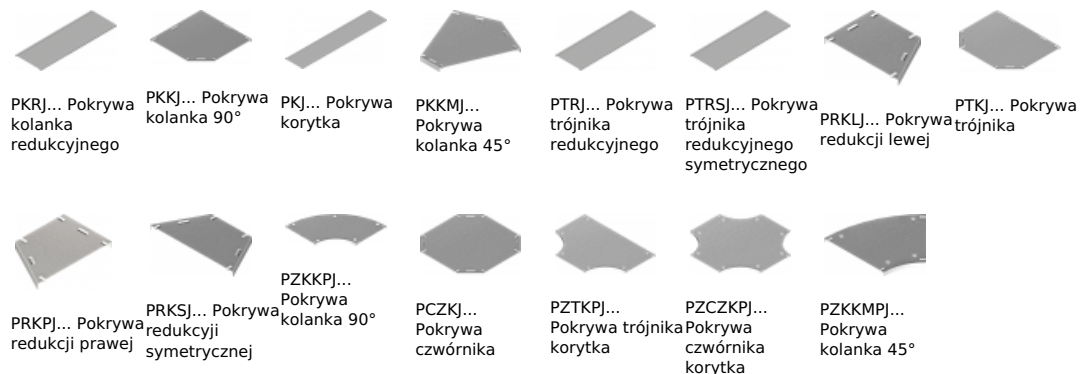 PKRJ... Pokrywa
kolanka
redukcyjnego
PKKJ... Pokrywa
kolanka 90°
PKJ... Pokrywa
korytka
PKKMJ...
Pokrywa
kolanka 45°
PTRJ... Pokrywa
trójnika
redukcyjnego
PTRSJ... Pokrywa
trójnika
redukcyjnego
symetrycznego
PRKLJ... Pokrywa
redukcji lewej
PTKJ... Pokrywa
trójnika
PRKPJ... Pokrywa
redukcji prawej
PRKSJ... Pokrywa
redukcyji
symetrycznej
PZKKPJ...
Pokrywa
kolanka 90°
PCZKJ...
Pokrywa
czwórnika
PZTKPJ...
Pokrywa trójnika
korytka
PZCZKPJ...
Pokrywa
czwórnika
korytka
PZKKMPJ...
Pokrywa
kolanka 45°